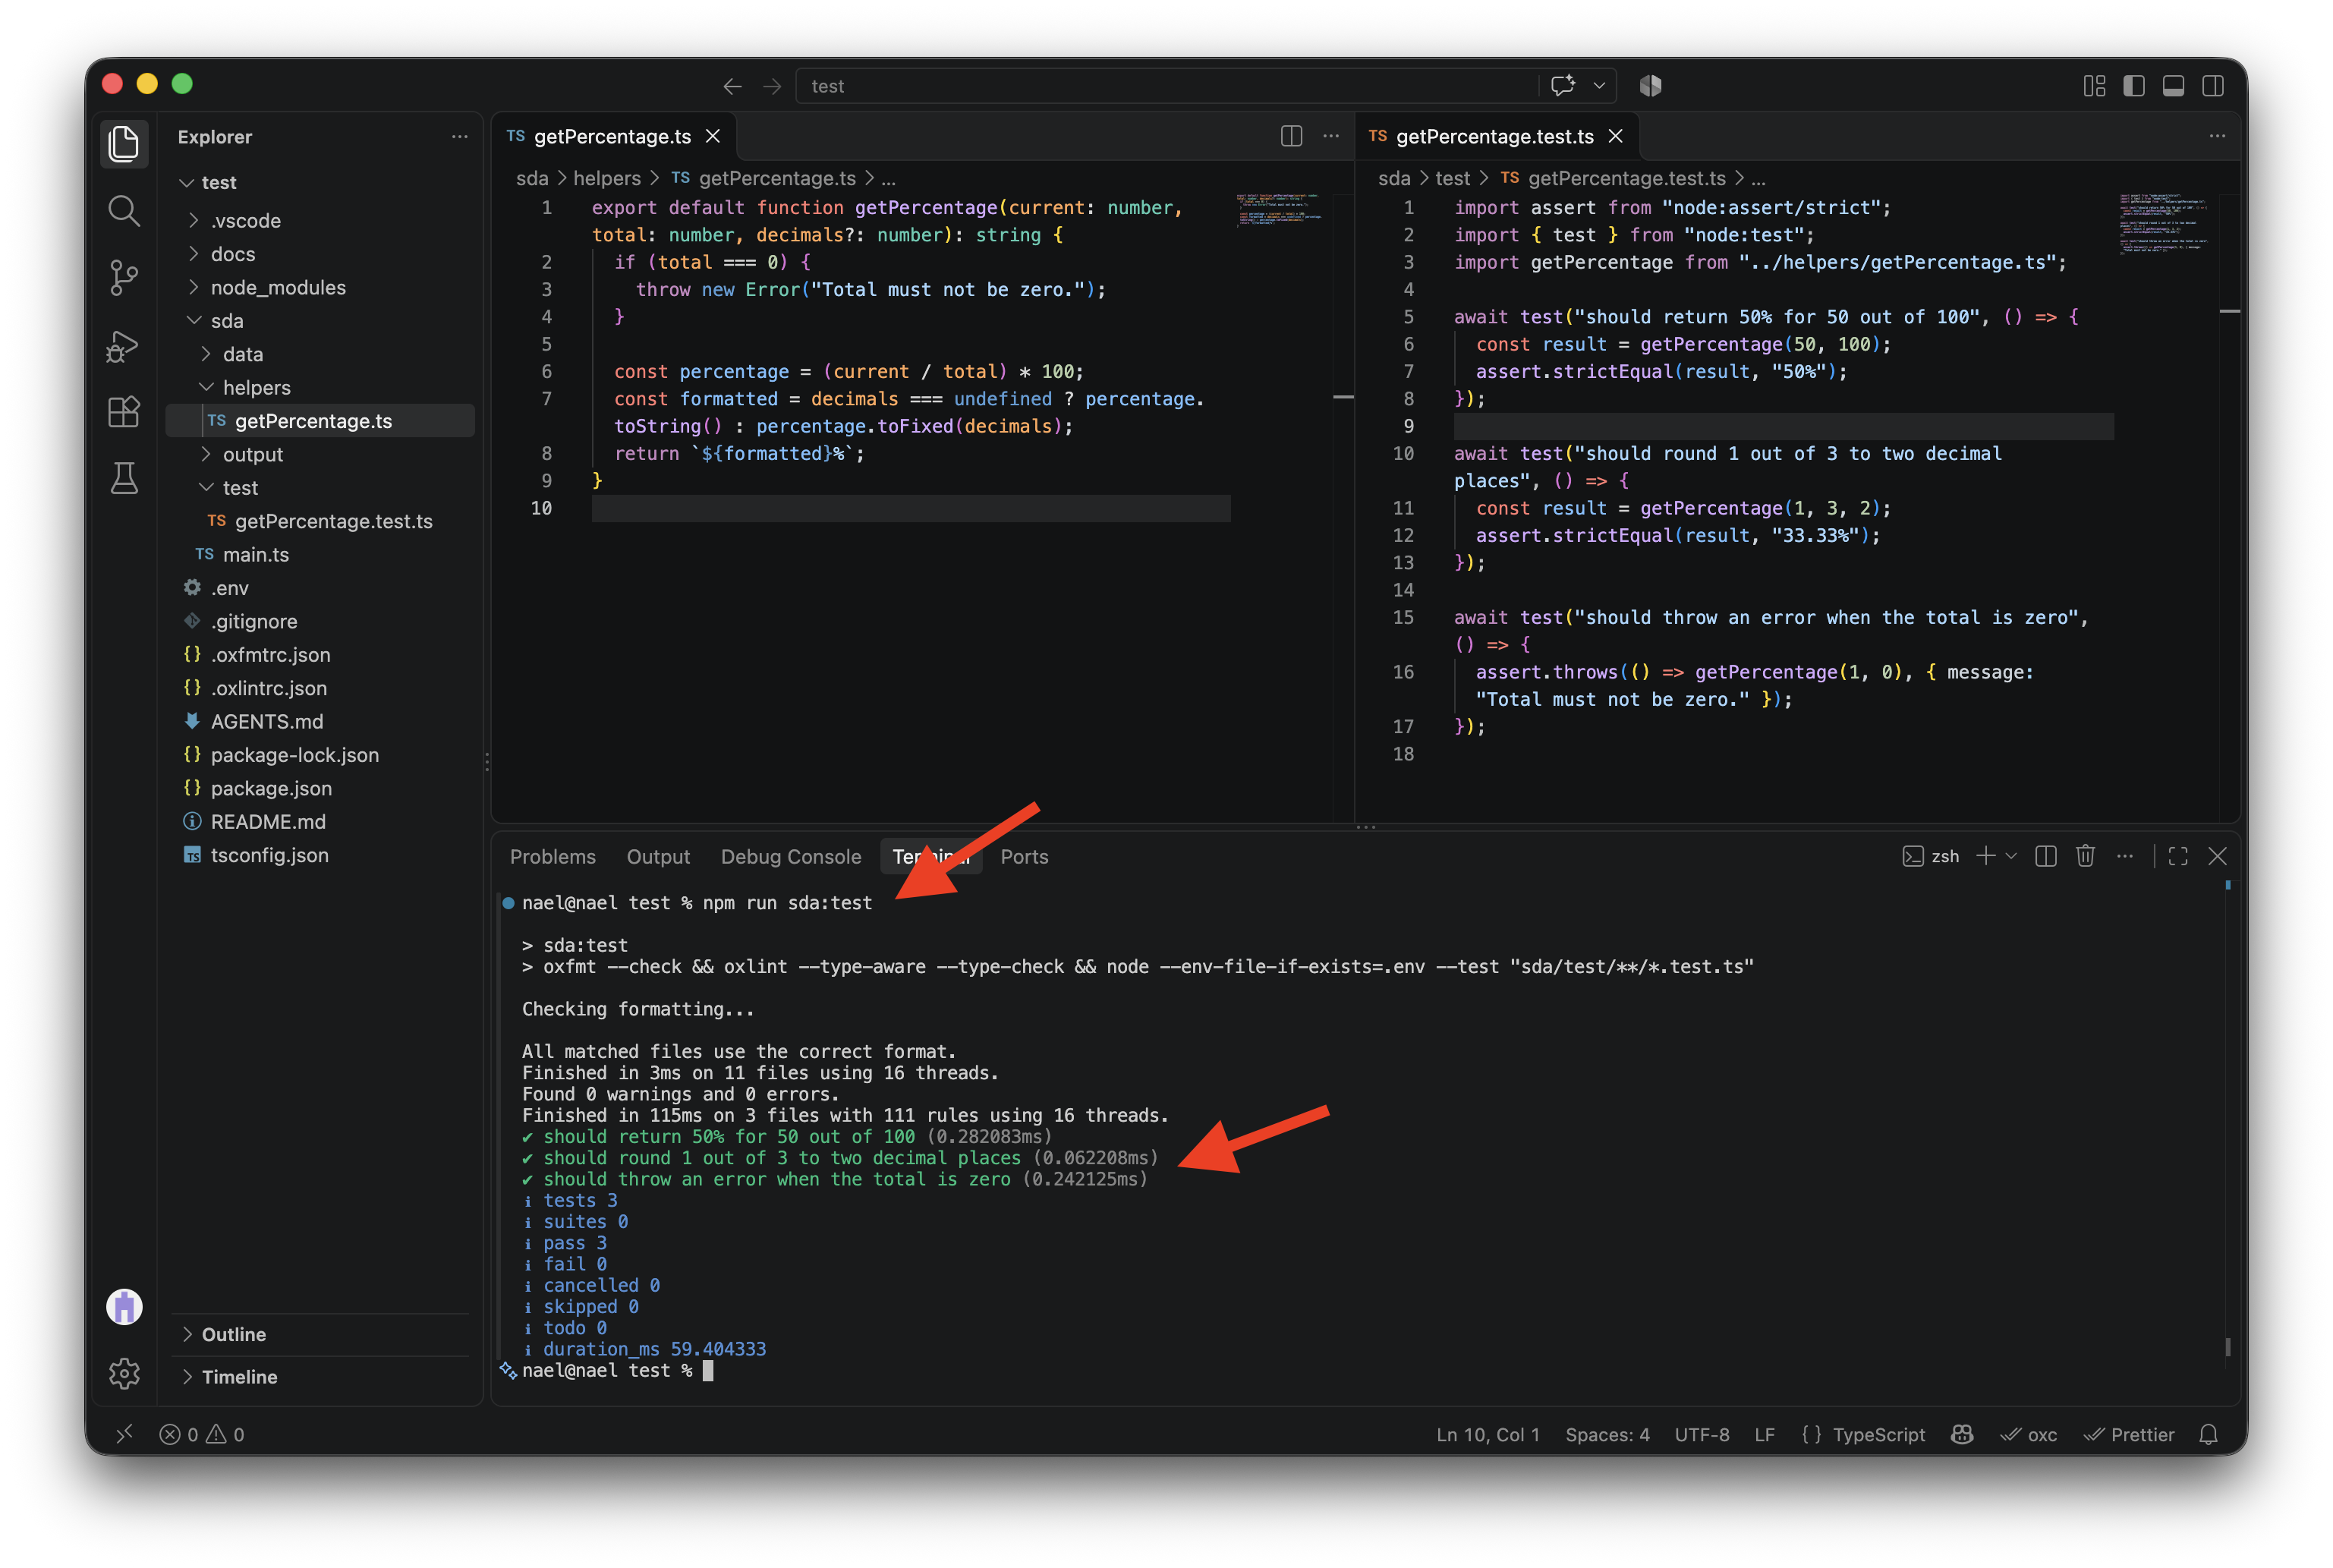 test
Explorer
test
.vscode
docs
node_modules
sda
data
helpers
TS getPercentage.ts
output
test
TS getPercentage.test.ts
TS main.ts
.env
.gitignore
{} .oxfmtrc.json
{} .oxlintrc.json
AGENTS.md
{} package-lock.json
{} package.json
README.md
TS tsconfig.json
Outline
Timeline
TS getPercentage.ts
sda > helpers > TS getPercentage.ts > ...
1 export default function getPercentage(current: number,
total: number, decimals?: number): string {
2 if (total === 0) {
3 throw new Error("Total must not be zero.");
4 }
5
6 const percentage = (current / total) * 100;
7 const formatted = decimals === undefined ? percentage.
toString() : percentage.toFixed(decimals);
8 return `${formatted}%`;
9 }
10
TS getPercentage.test.ts
sda > test > TS getPercentage.test.ts > ...
1 import assert from "node:assert/strict";
2 import { test } from "node:test";
3 import getPercentage from "../helpers/getPercentage.ts";
4
5 await test("should return 50% for 50 out of 100", () => {
6 const result = getPercentage(50, 100);
7 assert.strictEqual(result, "50%");
8 });
9
10 await test("should round 1 out of 3 to two decimal
places", () => {
11 const result = getPercentage(1, 3, 2);
12 assert.strictEqual(result, "33.33%");
13 });
14
15 await test("should throw an error when the total is zero",
() => {
16 assert.throws(() => getPercentage(1, 0), { message:
"Total must not be zero." });
17 });
18
Problems Output Debug Console Terminal Ports
zsh
nael@nael test % npm run sda:test
> sda:test
> oxfmt --check && oxlint --type-aware --type-check && node --env-file-if-exists=.env --test "sda/test/**/*.test.ts"
Checking formatting...
All matched files use the correct format.
Finished in 3ms on 11 files using 16 threads.
Found 0 warnings and 0 errors.
Finished in 115ms on 3 files with 111 rules using 16 threads.
✔ should return 50% for 50 out of 100 (0.282083ms)
✔ should round 1 out of 3 to two decimal places (0.062208ms)
✔ should throw an error when the total is zero (0.242125ms)
ℹ tests 3
ℹ suites 0
ℹ pass 3
ℹ fail 0
ℹ cancelled 0
ℹ skipped 0
ℹ todo 0
ℹ duration_ms 59.404333
nael@nael test %
0 0
Ln 10, Col 1 Spaces: 4 UTF-8 LF {} TypeScript oxc Prettier